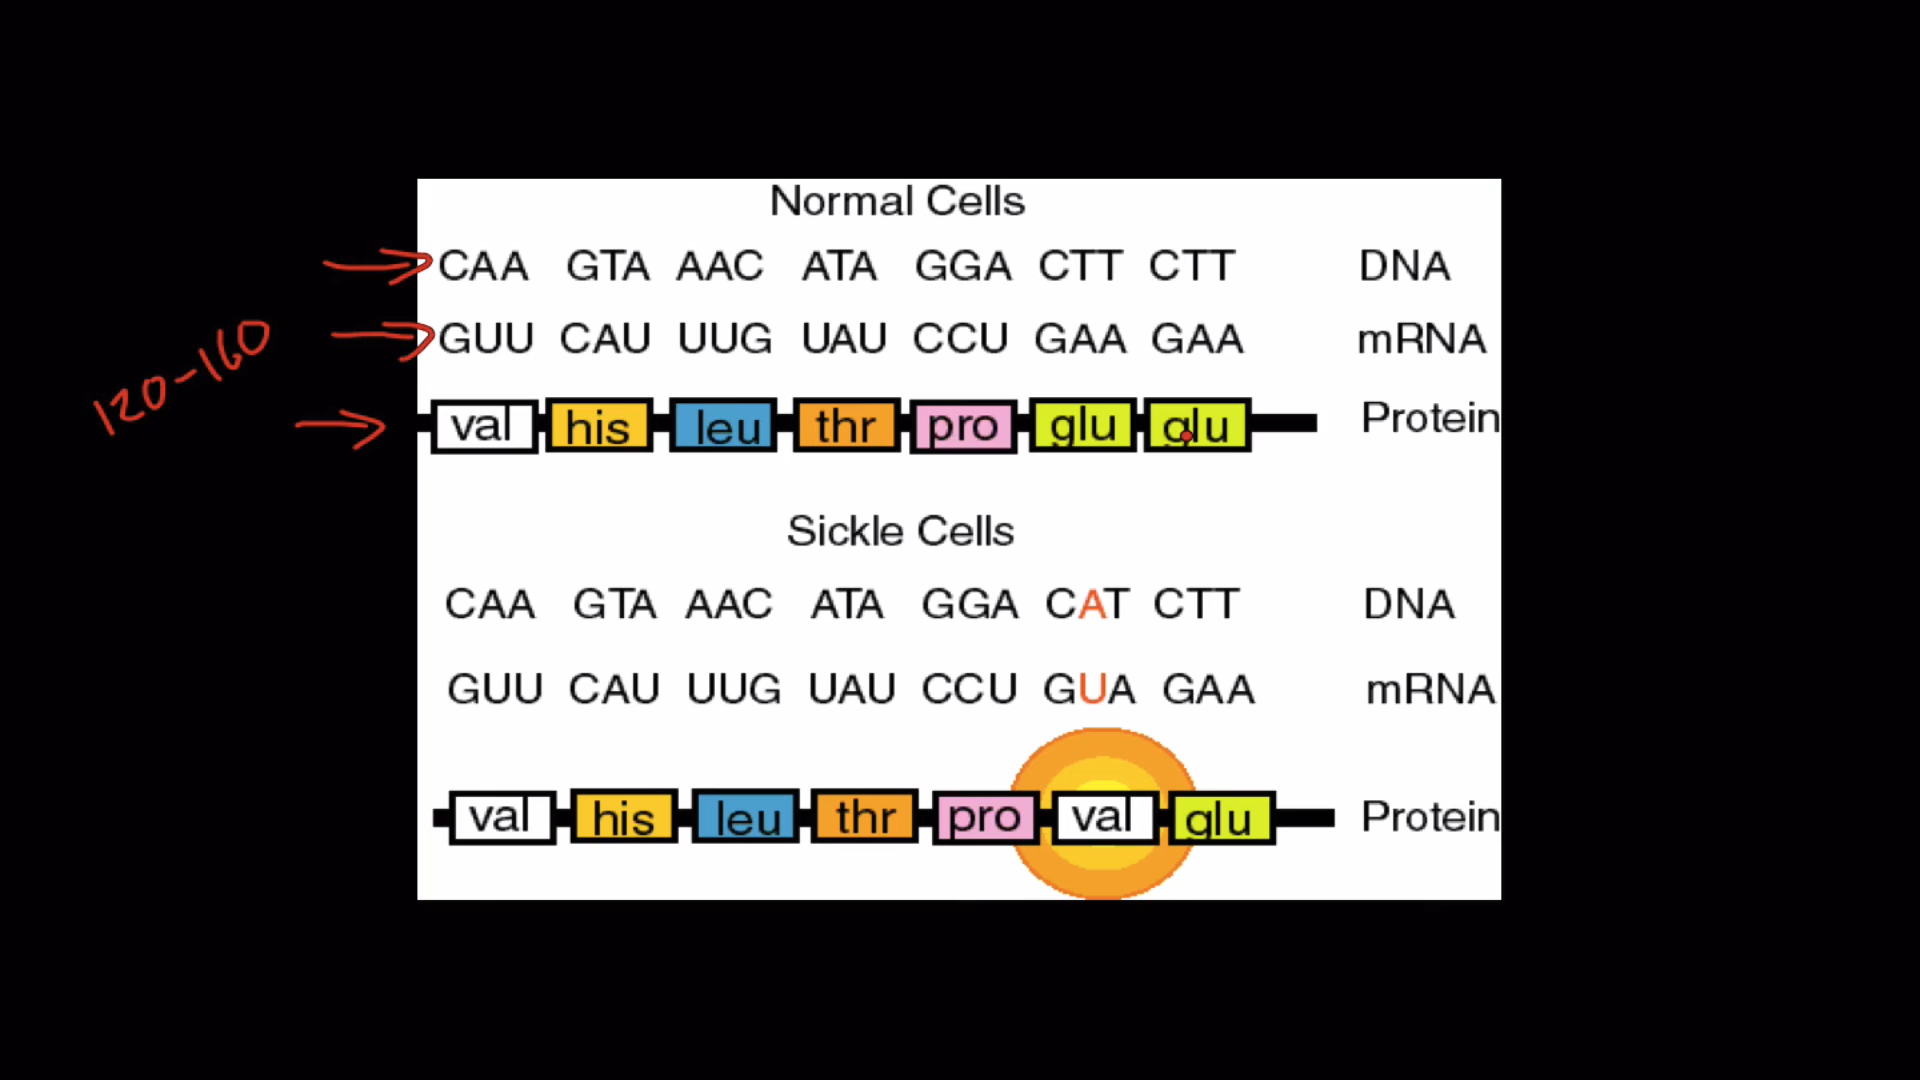 Normal Cells
CAA GTA AAC ATA GGA CTT CTT DNA
GUU CAU UUG UAU CCU GAA GAA mRNA
120-160
val his leu thr pro glu glu Protein
Sickle Cells
CAA GTA AAC ATA GGA CAT CTT DNA
GUU CAU UUG UAU CCU GUA GAA mRNA
val his leu thr pro val glu Protein